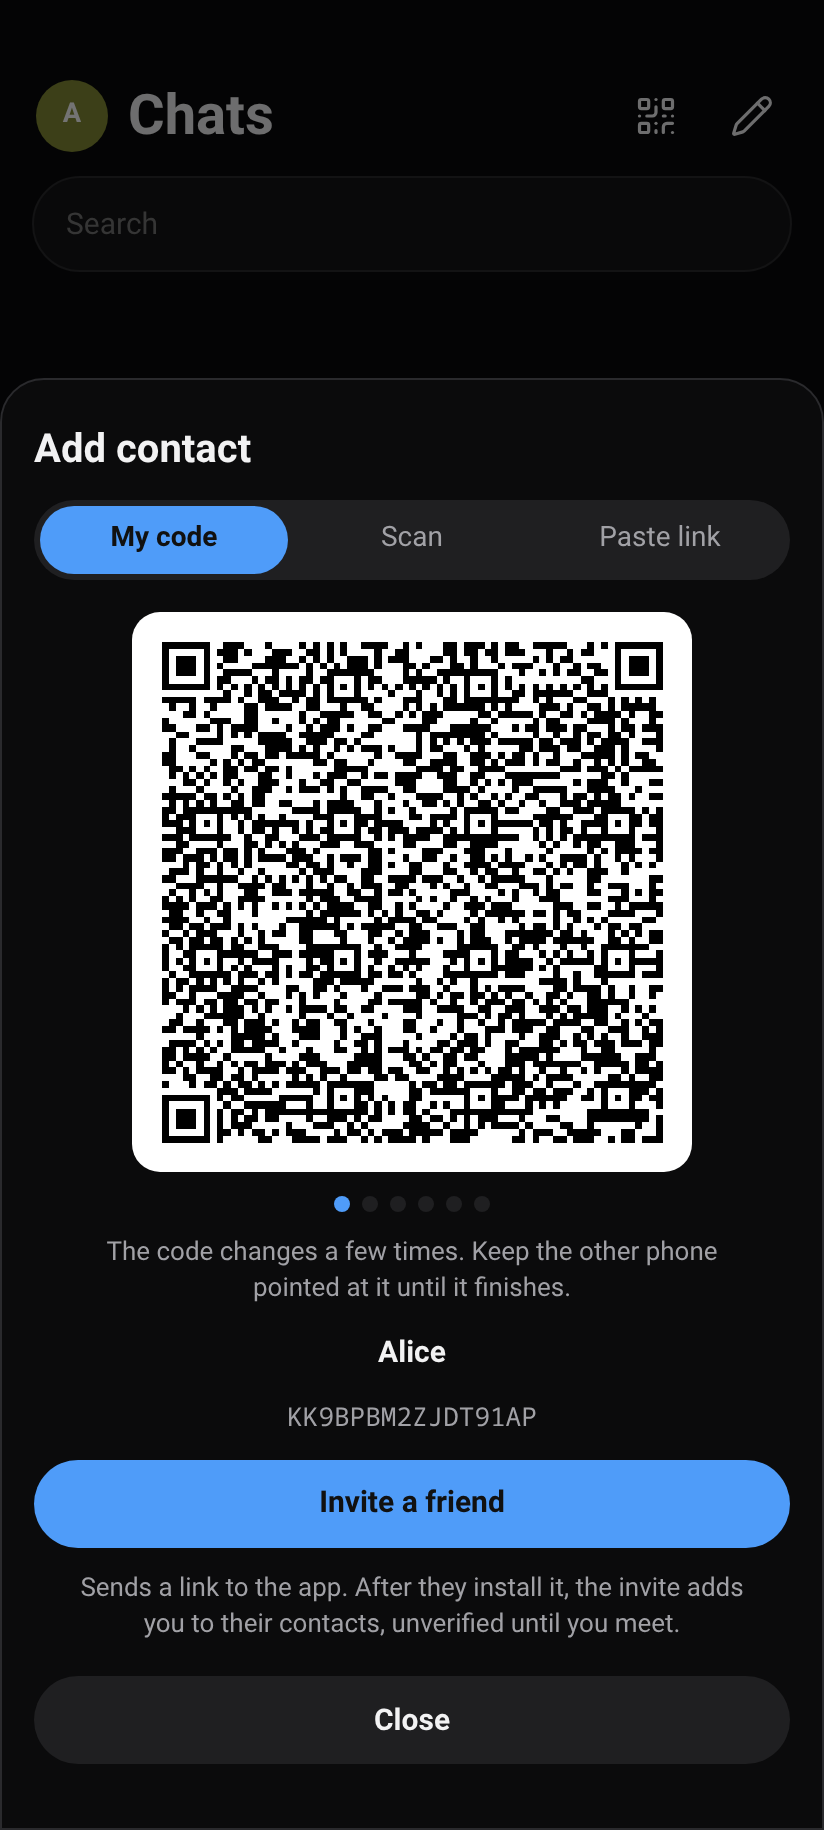 A
Chats
Search
Add contact
My code
Scan
Paste link
The code changes a few times. Keep the other phone
pointed at it until it finishes.
Alice
KK9BPBM2ZJDT91AP
Invite a friend
Sends a link to the app. After they install it, the invite adds
you to their contacts, unverified until you meet.
Close